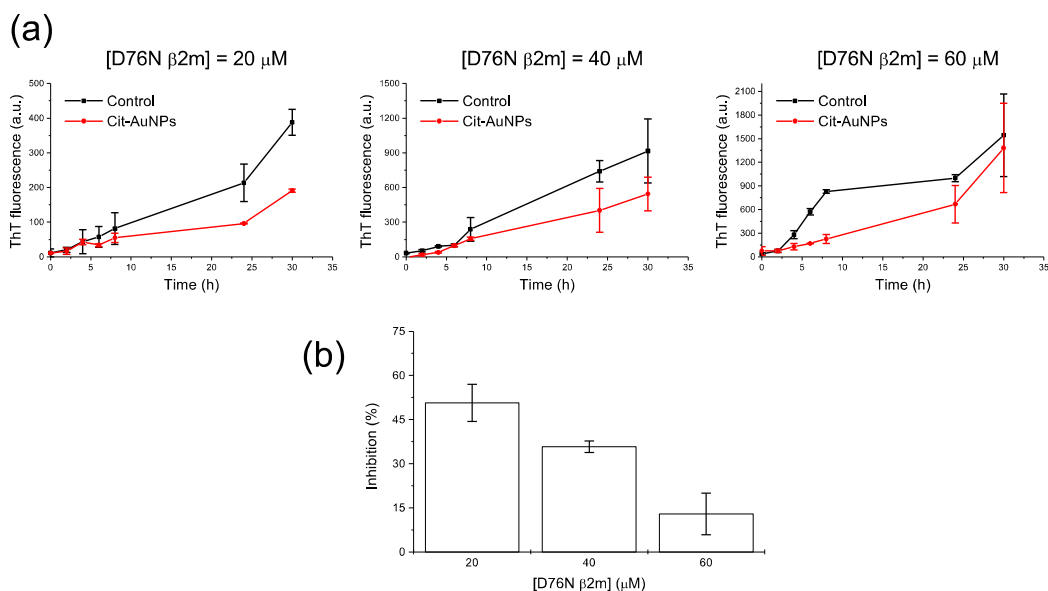 (a)
[D76N β2m] = 20 μM
500
400
300
200
100
0
ThT fluorescence (a.u.)
Control
Cit-AuNPs
0 5 10 15 20 25 30 35
Time (h)
[D76N β2m] = 40 μM
1500
1200
900
600
300
0
ThT fluorescence (a.u.)
Control
Cit-AuNPs
0 5 10 15 20 25 30 35
Time (h)
[D76N β2m] = 60 μM
2100
1800
1500
1200
900
600
300
0
ThT fluorescence (a.u.)
Control
Cit-AuNPs
0 5 10 15 20 25 30 35
Time (h)
(b)
75
60
45
30
15
0
Inhibition (%)
20 40 60
[D76N β2m] (μM)